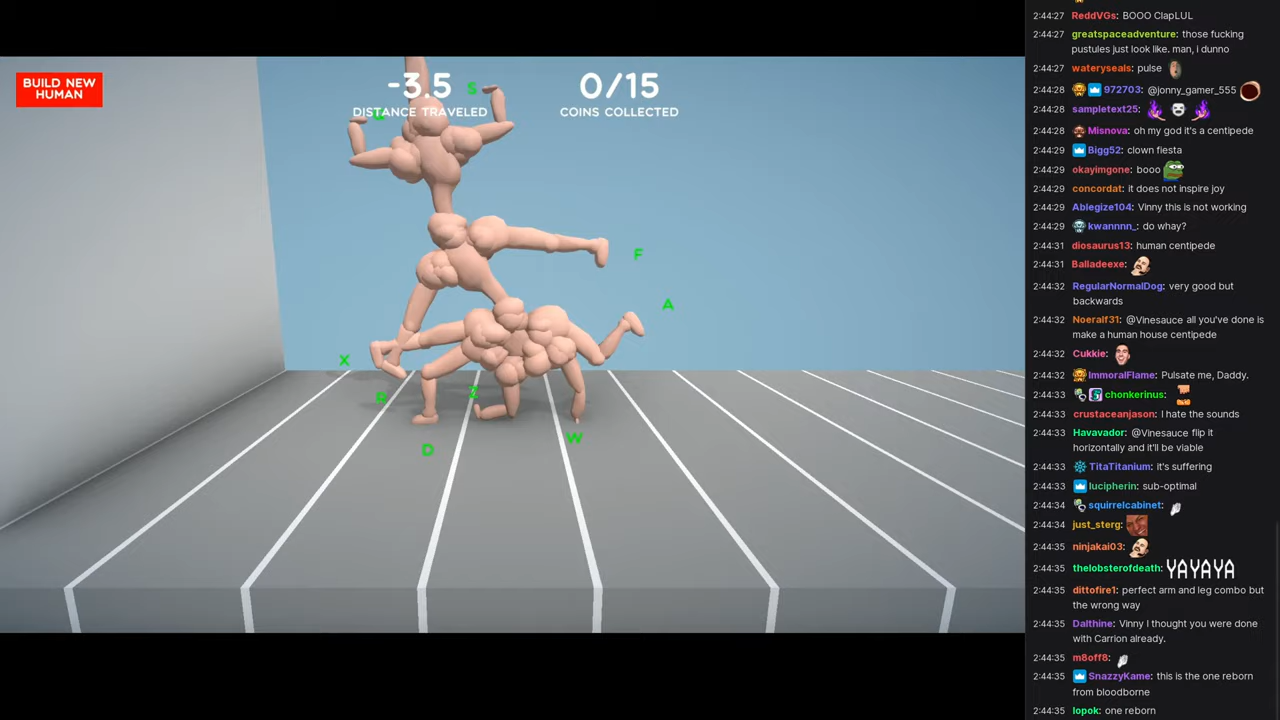 BUILD NEW
HUMAN
-3.5
DISTANCE TRAVELED
0/15
COINS COLLECTED
S
F
A
X
R
Z
D
W
2:44:27 ReddVGs: BOOO ClapLUL
2:44:27 greatspaceadventure: those fucking
pustules just look like. man, i dunno
2:44:27 wateryseals: pulse
2:44:28 972703: @jonny_gamer_555
2:44:28 sampletext25:
2:44:28 Misnova: oh my god it's a centipede
2:44:29 Bigg52: clown fiesta
2:44:29 okayimgone: booo
2:44:29 concordat: it does not inspire joy
2:44:29 Ablegize104: Vinny this is not working
2:44:29 kwannnn_: do whay?
2:44:31 diosaurus13: human centipede
2:44:31 Balladeexe:
2:44:32 RegularNormalDog: very good but
backwards
2:44:32 Noeralf31: @Vinesauce all you've done is
make a human house centipede
2:44:32 Cukkie:
2:44:32 ImmoralFlame: Pulsate me, Daddy.
2:44:33 chonkerinus:
2:44:33 crustaceanjason: I hate the sounds
2:44:33 Havavador: @Vinesauce flip it
horizontally and it'll be viable
2:44:33 TitaTitanium: it's suffering
2:44:33 lucipherin: sub-optimal
2:44:34 squirrelcabinet:
2:44:34 just_sterg:
2:44:35 ninjakai03:
2:44:35 thelobsterofdeath: YAYAYA
2:44:35 dittofire1: perfect arm and leg combo but
the wrong way
2:44:35 Dalthine: Vinny I thought you were done
with Carrion already.
2:44:35 m8off8:
2:44:35 SnazzyKame: this is the one reborn
from bloodborne
2:44:35 lopok: one reborn